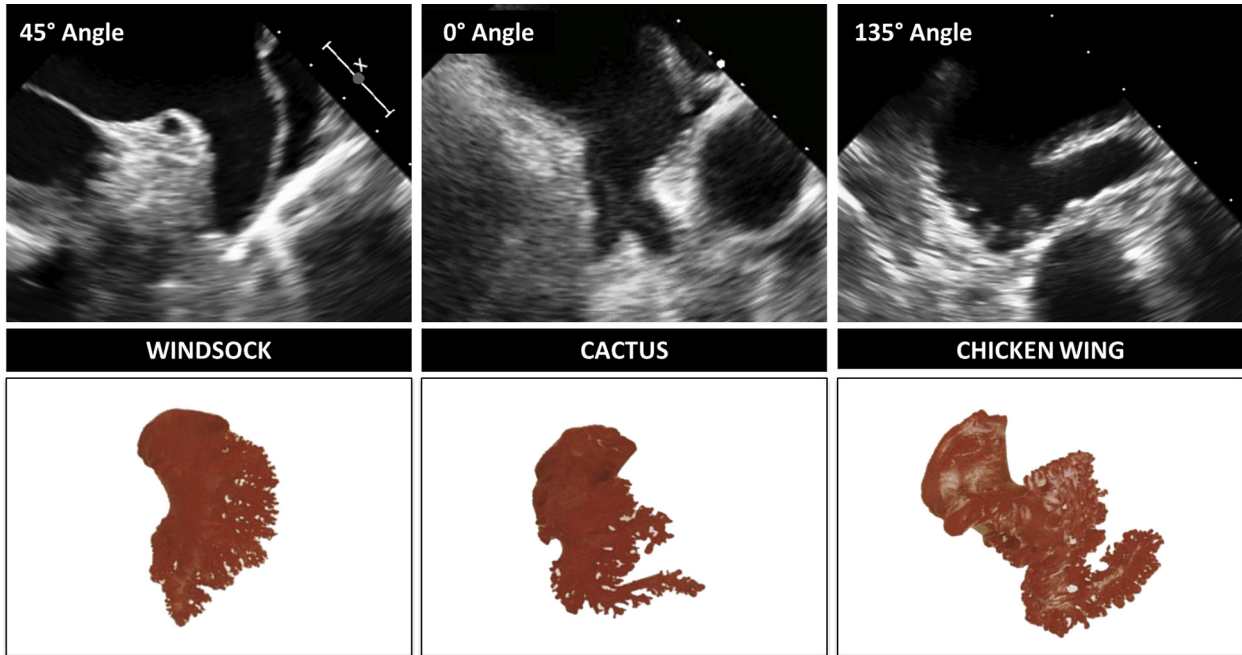 45° Angle
0° Angle
135° Angle
X
WINDSOCK
CACTUS
CHICKEN WING